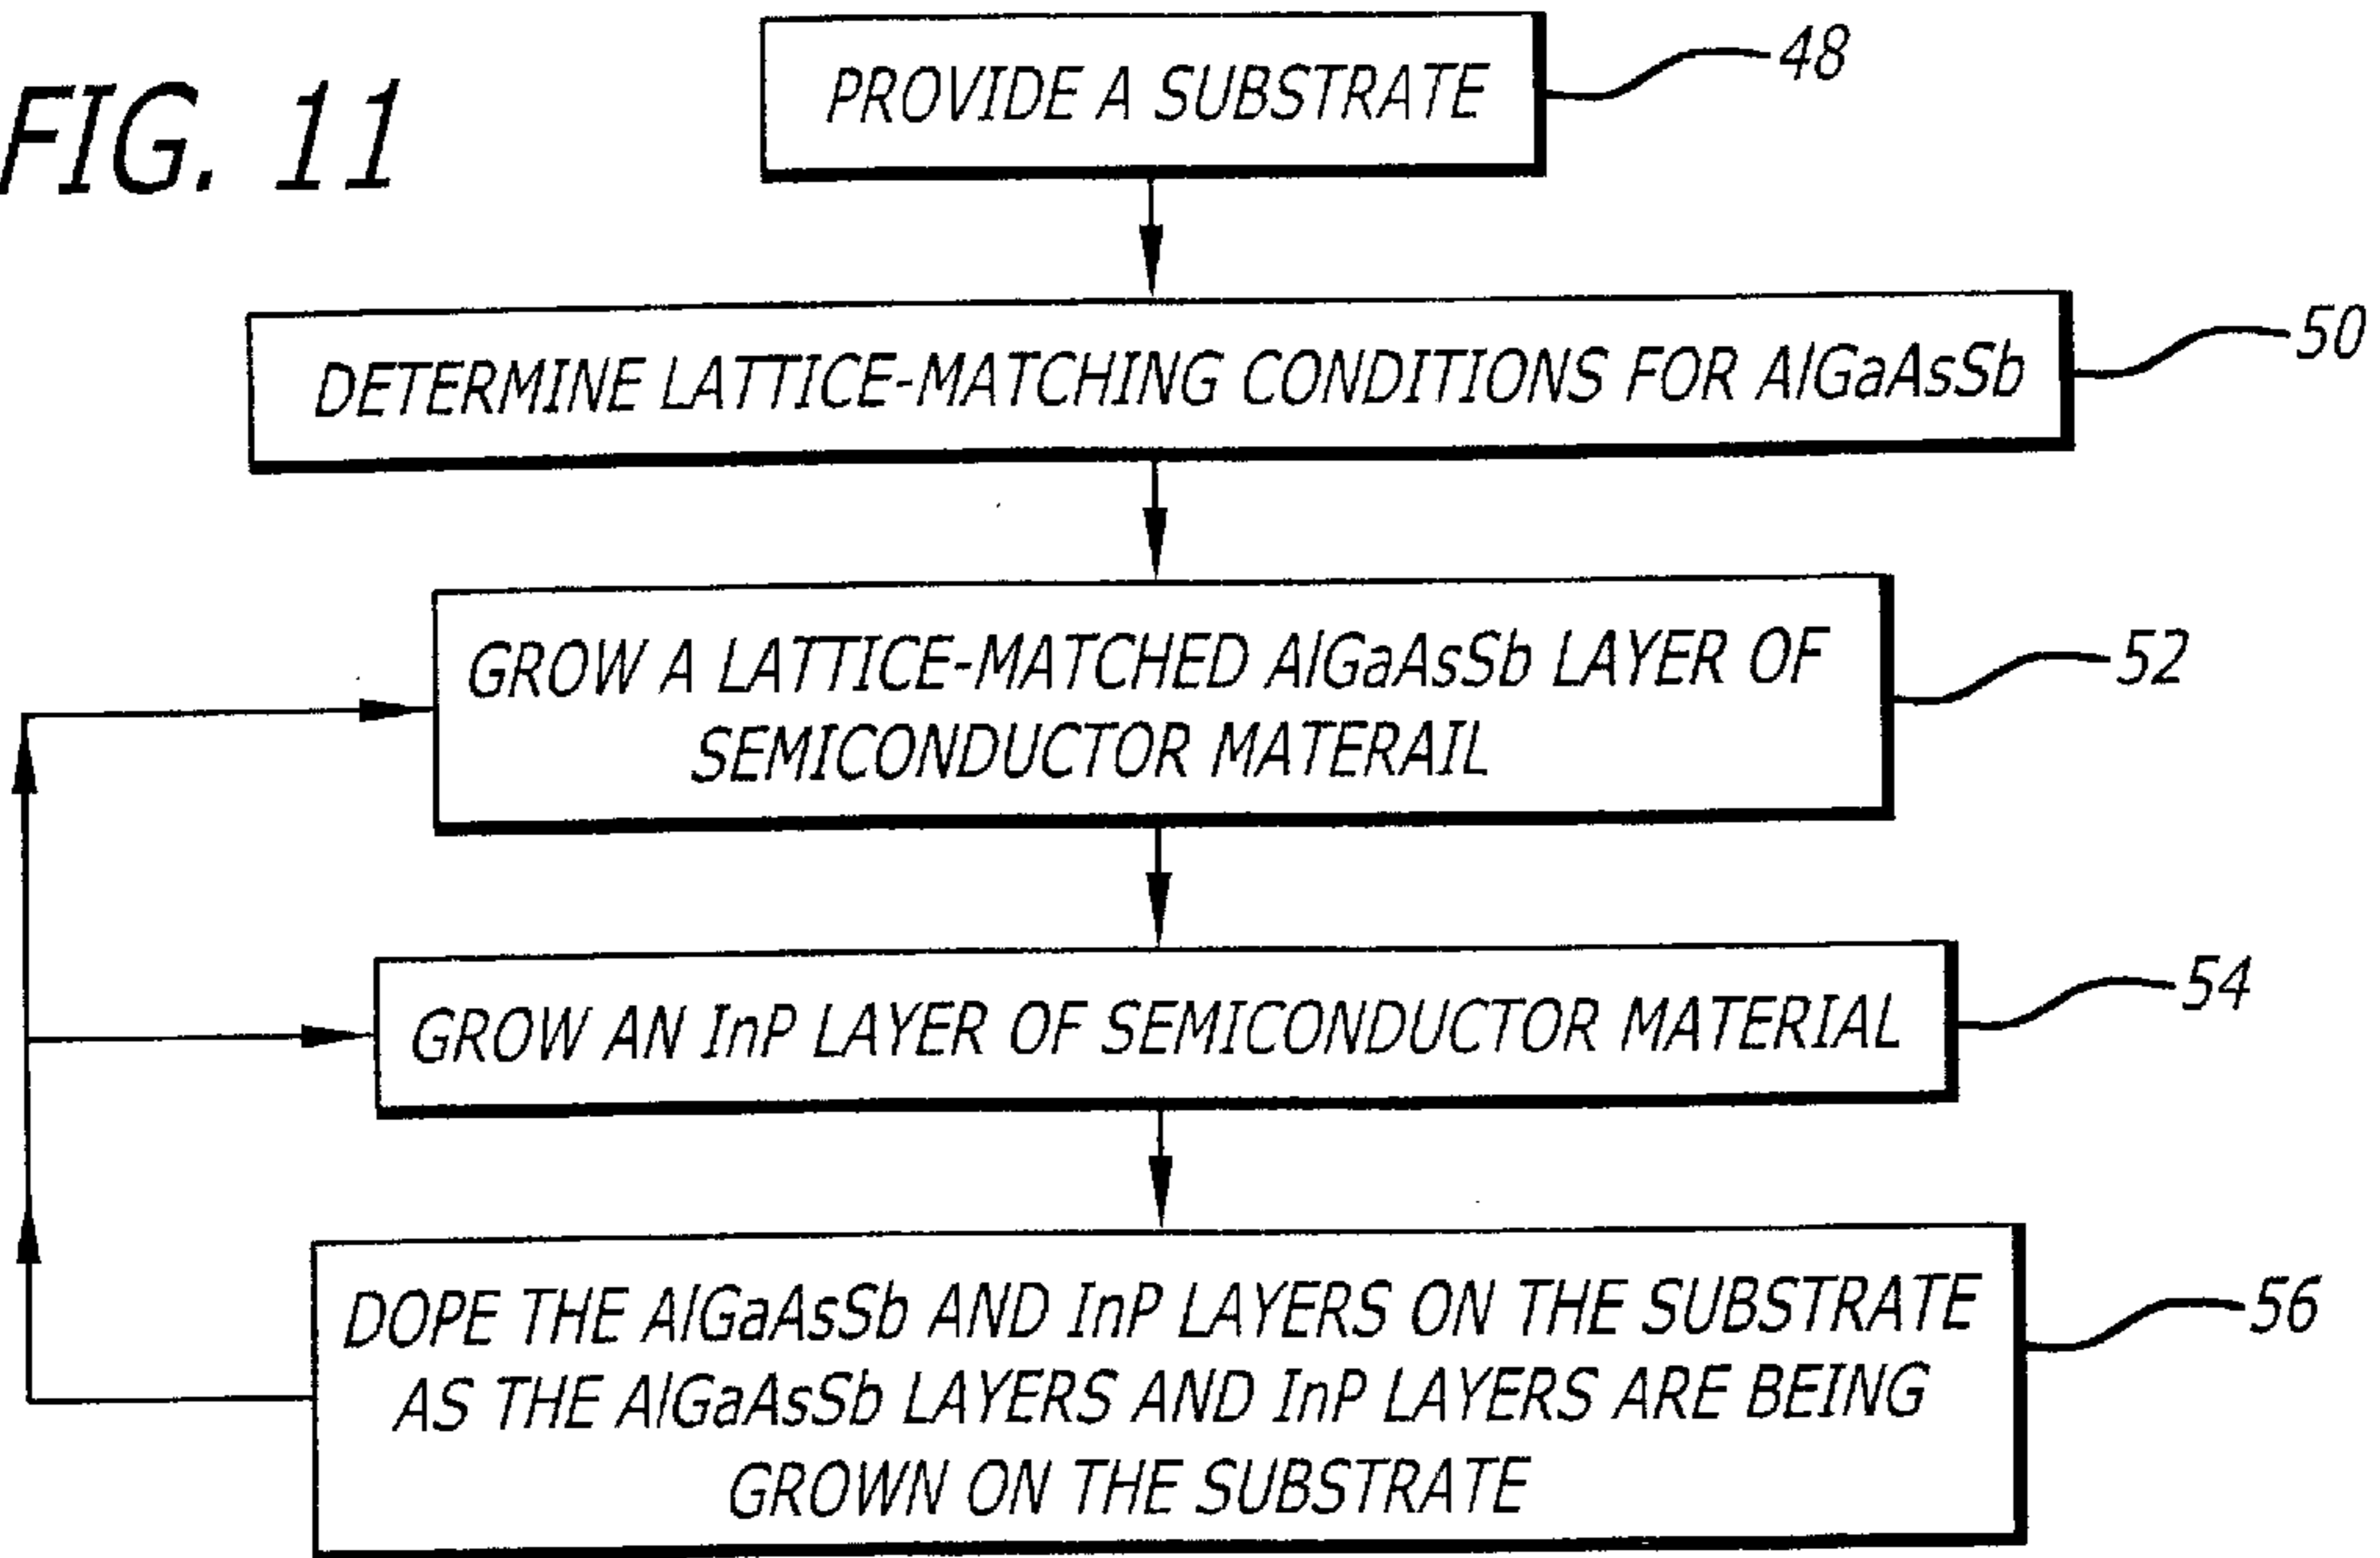 FIG. 11
PROVIDE A SUBSTRATE
48
DETERMINE LATTICE-MATCHING CONDITIONS FOR AlGaAsSb
50
GROW A LATTICE-MATCHED AlGaAsSb LAYER OF
SEMICONDUCTOR MATERAIL
52
GROW AN InP LAYER OF SEMICONDUCTOR MATERIAL
54
DOPE THE AlGaAsSb AND InP LAYERS ON THE SUBSTRATE
AS THE AlGaAsSb LAYERS AND InP LAYERS ARE BEING
GROWN ON THE SUBSTRATE
56